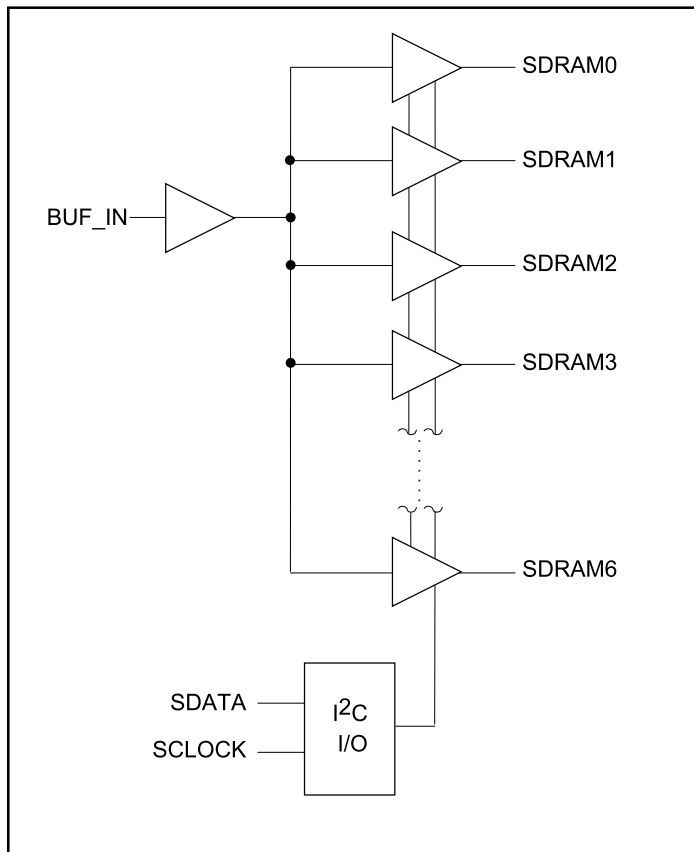 SDRAM0
SDRAM1
BUF_IN
SDRAM2
SDRAM3
SDRAM6
SDATA
I2C
SCLOCK
I/O